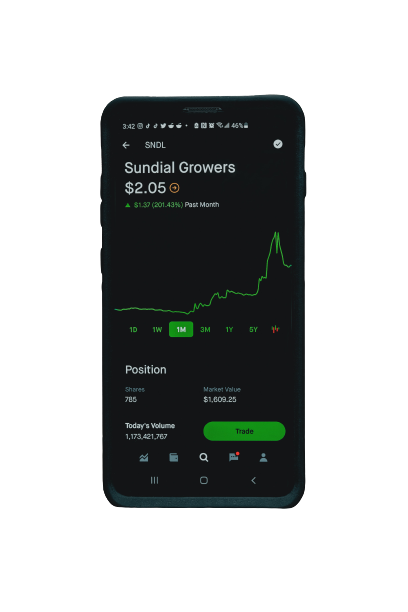 3:42 46%
SNDL
Sundial Growers
$2.05
▲ $1.37 (201.43%) Past Month
1D 1W 1M 3M 1Y 5Y
Position
Shares Market Value
785 $1,609.25
Today's Volume
1,173,421,767
Trade